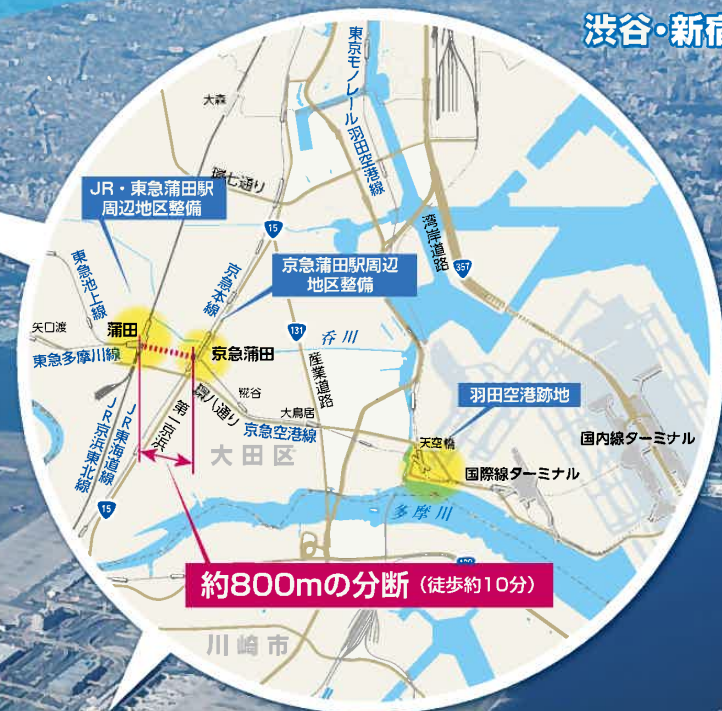 渋谷・新宿
東京モノレール羽田空港線
大森
環七通り
JR・東急蒲田駅
周辺地区整備
15
湾岸道路
357
京急本線
京急蒲田駅周辺
地区整備
東急池上線
矢口渡
蒲田
東急多摩川線
京急蒲田
131
呑川
産業道路
環八通り
糀谷
大鳥居
京急空港線
羽田空港跡地
天空橋
国内線ターミナル
国際線ターミナル
第一京浜
JR東海道線
JR京浜東北線
大田区
15
多摩川
約800mの分断（徒歩約10分）
川崎市